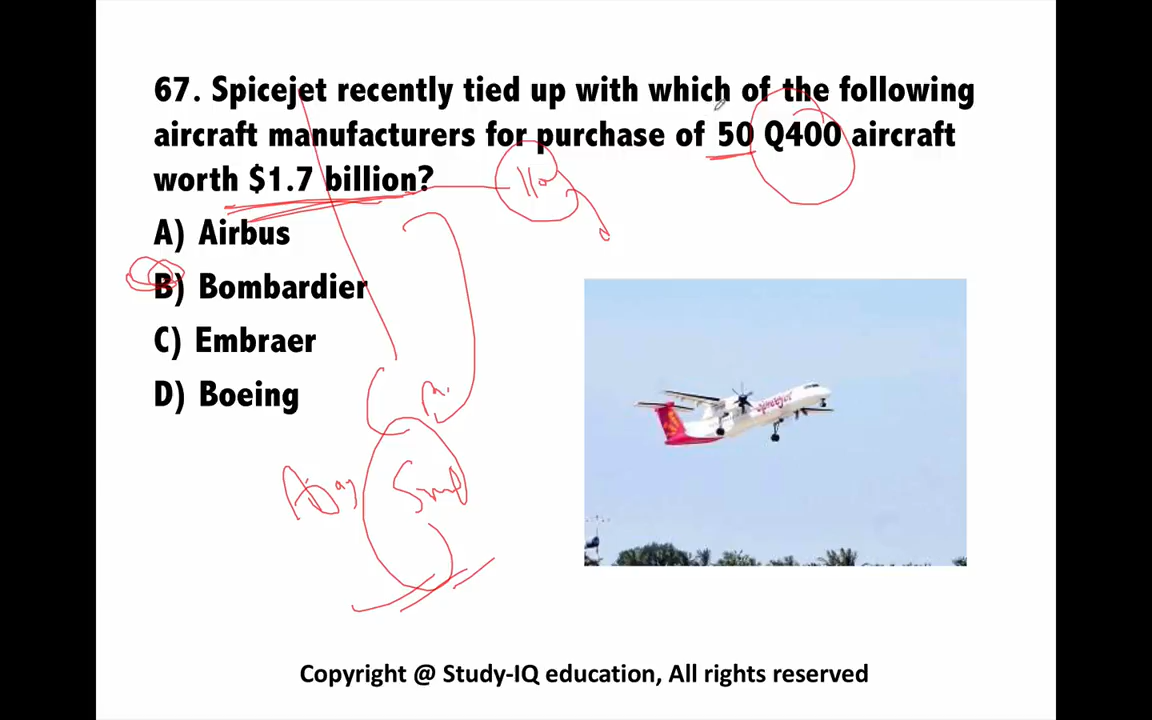 67. Spicejet recently tied up with which of the following
aircraft manufacturers for purchase of 50 Q400 aircraft
worth $1.7 billion?
A) Airbus
B) Bombardier
C) Embraer
D) Boeing
spicejet
Copyright @ Study-IQ education, All rights reserved